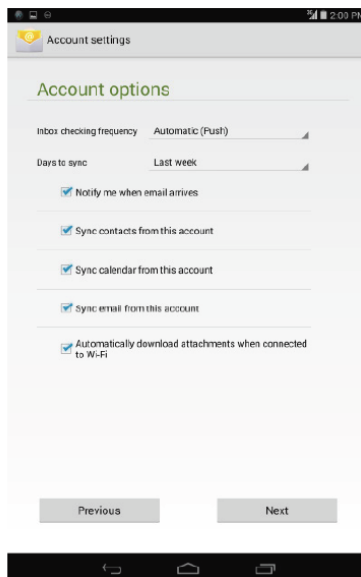 2:00 PM
Account settings
Account options
Inbox checking frequency Automatic (Push)
Days to sync Last week
Notify me when email arrives
Sync contacts from this account
Sync calendar from this account
Sync email from this account
Automatically download attachments when connected
to Wi-Fi
Previous Next